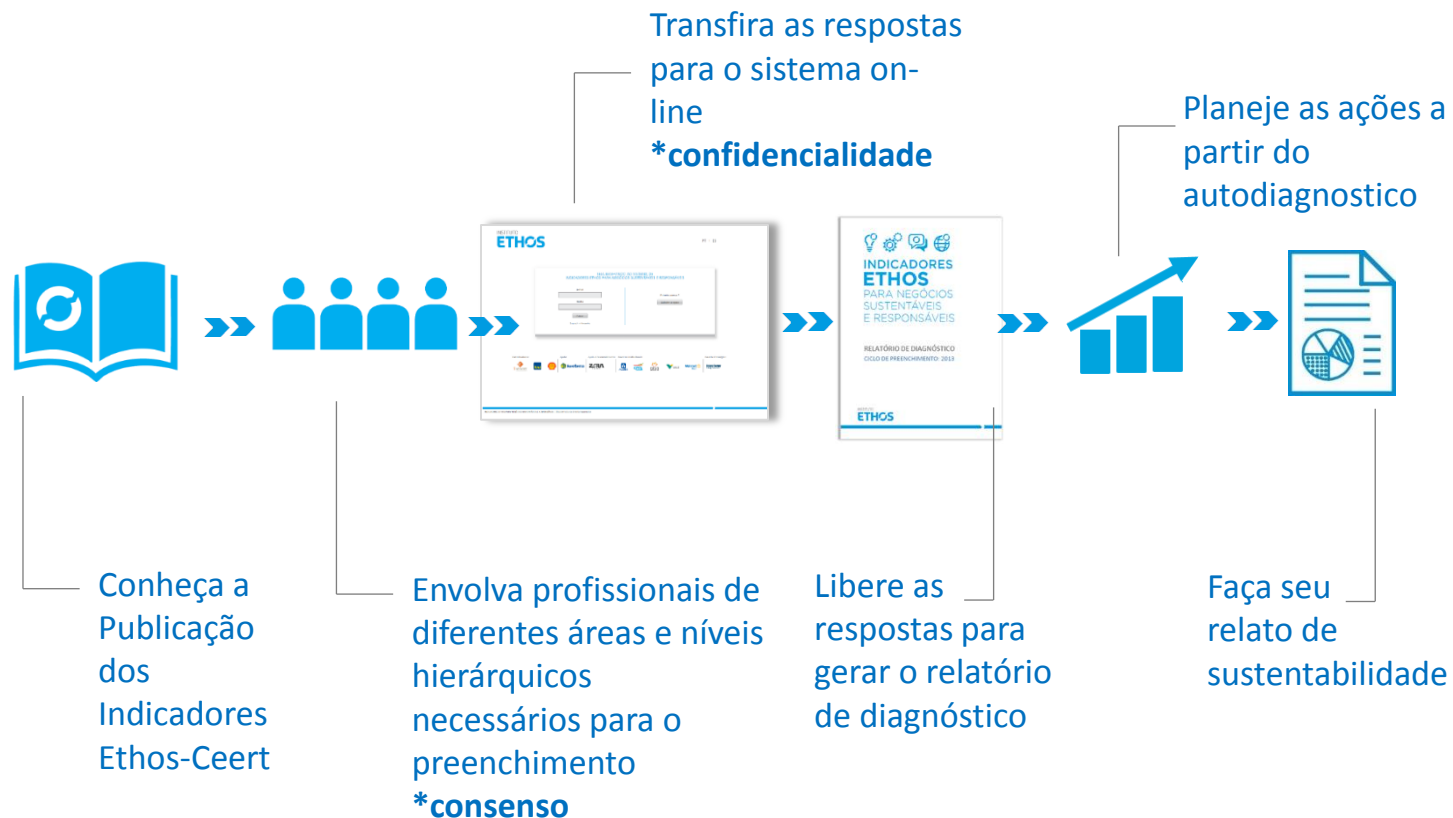 Transfira as respostas
para o sistema on-
line
*confidencialidade
Planeje as ações a
partir do
autodiagnostico
ETHOS
INDICADORES
ETHOS
PARA NEGÓCIOS
SUSTENTÁVEIS
E RESPONSÁVEIS
RELATÓRIO DE DIAGNÓSTICO
CICLO DE PREENCHIMENTO 2013
ETHOS
Conheça a
Publicação
dos
Indicadores
Ethos-Ceert
Envolva profissionais de
diferentes áreas e níveis
hierárquicos
necessários para o
preenchimento
*consenso
Libere as
respostas para
gerar o relatório
de diagnóstico
Faça seu
relato de
sustentabilidade